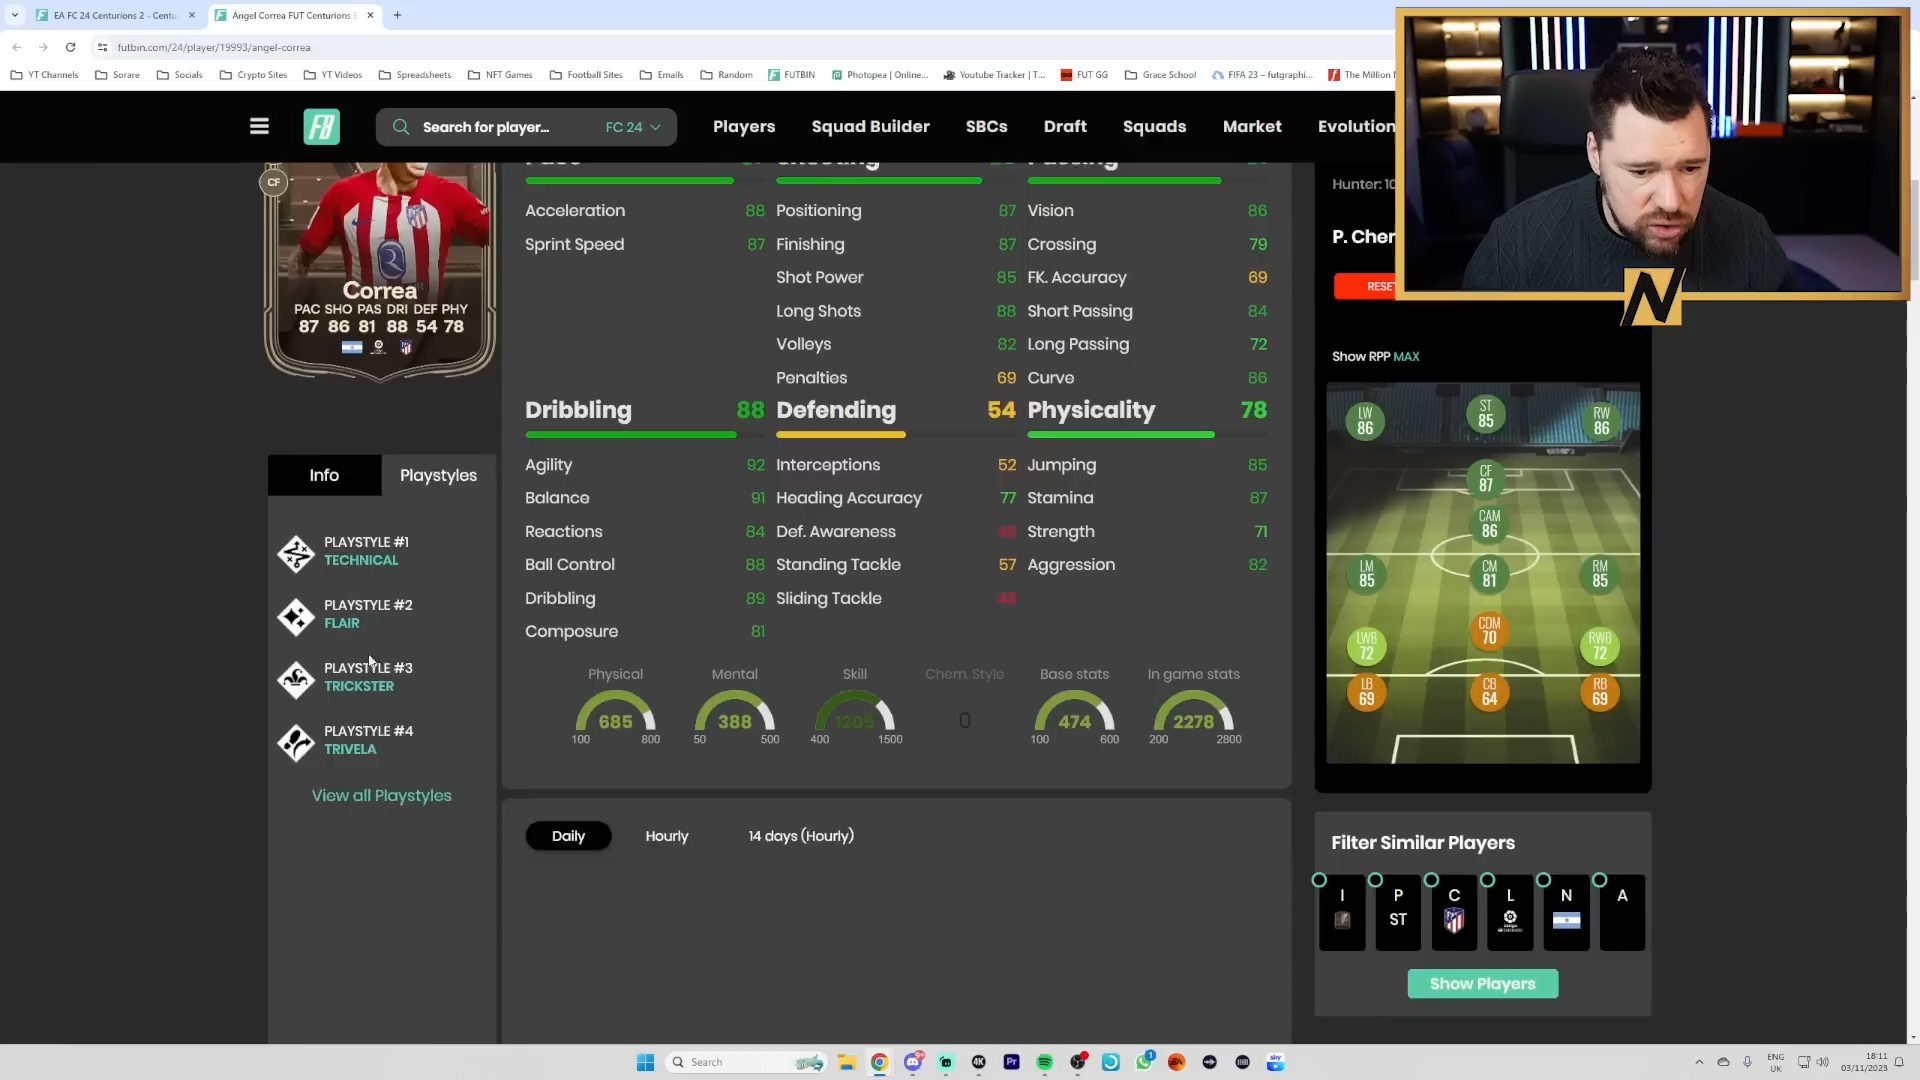 EA FC 24 Centurions 2 - Centu
Ángel Correa FUT Centurions E
futbin.com/24/player/19993/angel-correa
YT Channels
Sorare
Socials
Crypto Sites
YT Videos
Spreadsheets
NFT Games
Football Sites
Emails
Random
FUTBIN
Photopea | Online...
Youtube Tracker | T...
FUT GG
Grace School
FIFA 23 – futgraphi...
The Million
Search for player...
FC 24
Players
Squad Builder
SBCs
Draft
Squads
Market
Evolution
CF
Correa
PAC SHO PAS DRI DEF PHY
87 86 81 88 54 78
Info
Playstyles
PLAYSTYLE #1
TECHNICAL
PLAYSTYLE #2
FLAIR
PLAYSTYLE #3
TRICKSTER
PLAYSTYLE #4
TRIVELA
View all Playstyles
Acceleration 88
Sprint Speed 87
Positioning 87
Finishing 87
Shot Power 85
Long Shots 88
Volleys 82
Penalties 69
Vision 86
Crossing 79
FK. Accuracy 69
Short Passing 84
Long Passing 72
Curve 86
Dribbling 88
Agility 92
Balance 91
Reactions 84
Ball Control 88
Dribbling 89
Composure 81
Defending 54
Interceptions 52
Heading Accuracy 77
Def. Awareness
Standing Tackle 57
Sliding Tackle
Physicality 78
Jumping 85
Stamina 87
Strength 71
Aggression 82
Physical
685
100 800
Mental
388
50 500
Skill
1205
400 1500
Chem. Style
0
Base stats
474
100 600
In game stats
2278
200 2800
Daily
Hourly
14 days (Hourly)
Hunter: 10
P. Cher
RESET
Show RPP MAX
LW
86
ST
85
RW
86
CF
87
CAM
86
LM
85
CM
81
RM
85
CDM
70
LWB
72
RWB
72
LB
69
CB
64
RB
69
Filter Similar Players
I
P
ST
C
L
N
A
Show Players
N
Search
ENG
UK
18:11
03/11/2023